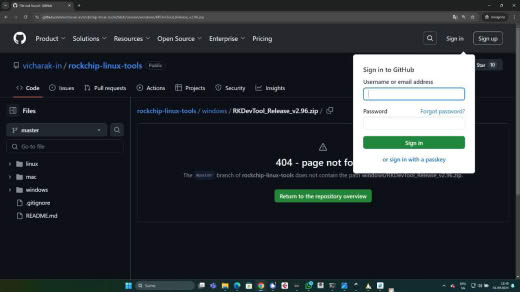 Product Solutions Resources Open Source Enterprise Pricing Sign in Sign up
vicharak-in / rockchip-linux-tools Public Star 10
Code Issues Pull requests Actions Projects Security Insights
Sign in to GitHub
Username or email address
Password Forgot password?
Sign in
or sign in with a passkey
Files
master
Go to file
linux
mac
windows
.gitignore
README.md
rockchip-linux-tools / windows / RKDevTool_Release_v2.96.zip /
404 - page not fo
The master branch of rockchip-linux-tools does not contain the path windows/RKDevTool_Release_v2.96.zip.
Return to the repository overview